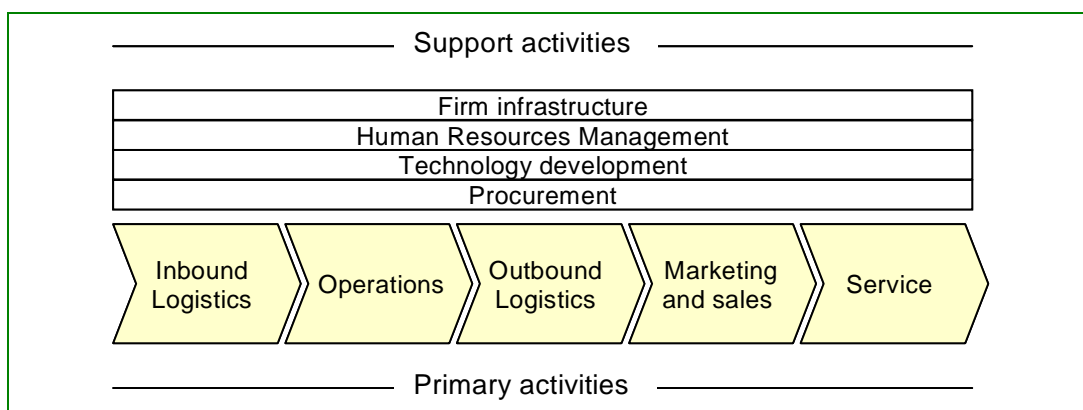 Support activities
Firm infrastructure
Human Resources Management
Technology development
Procurement
Inbound
Logistics
Operations
Outbound
Logistics
Marketing
and sales
Service
Primary activities